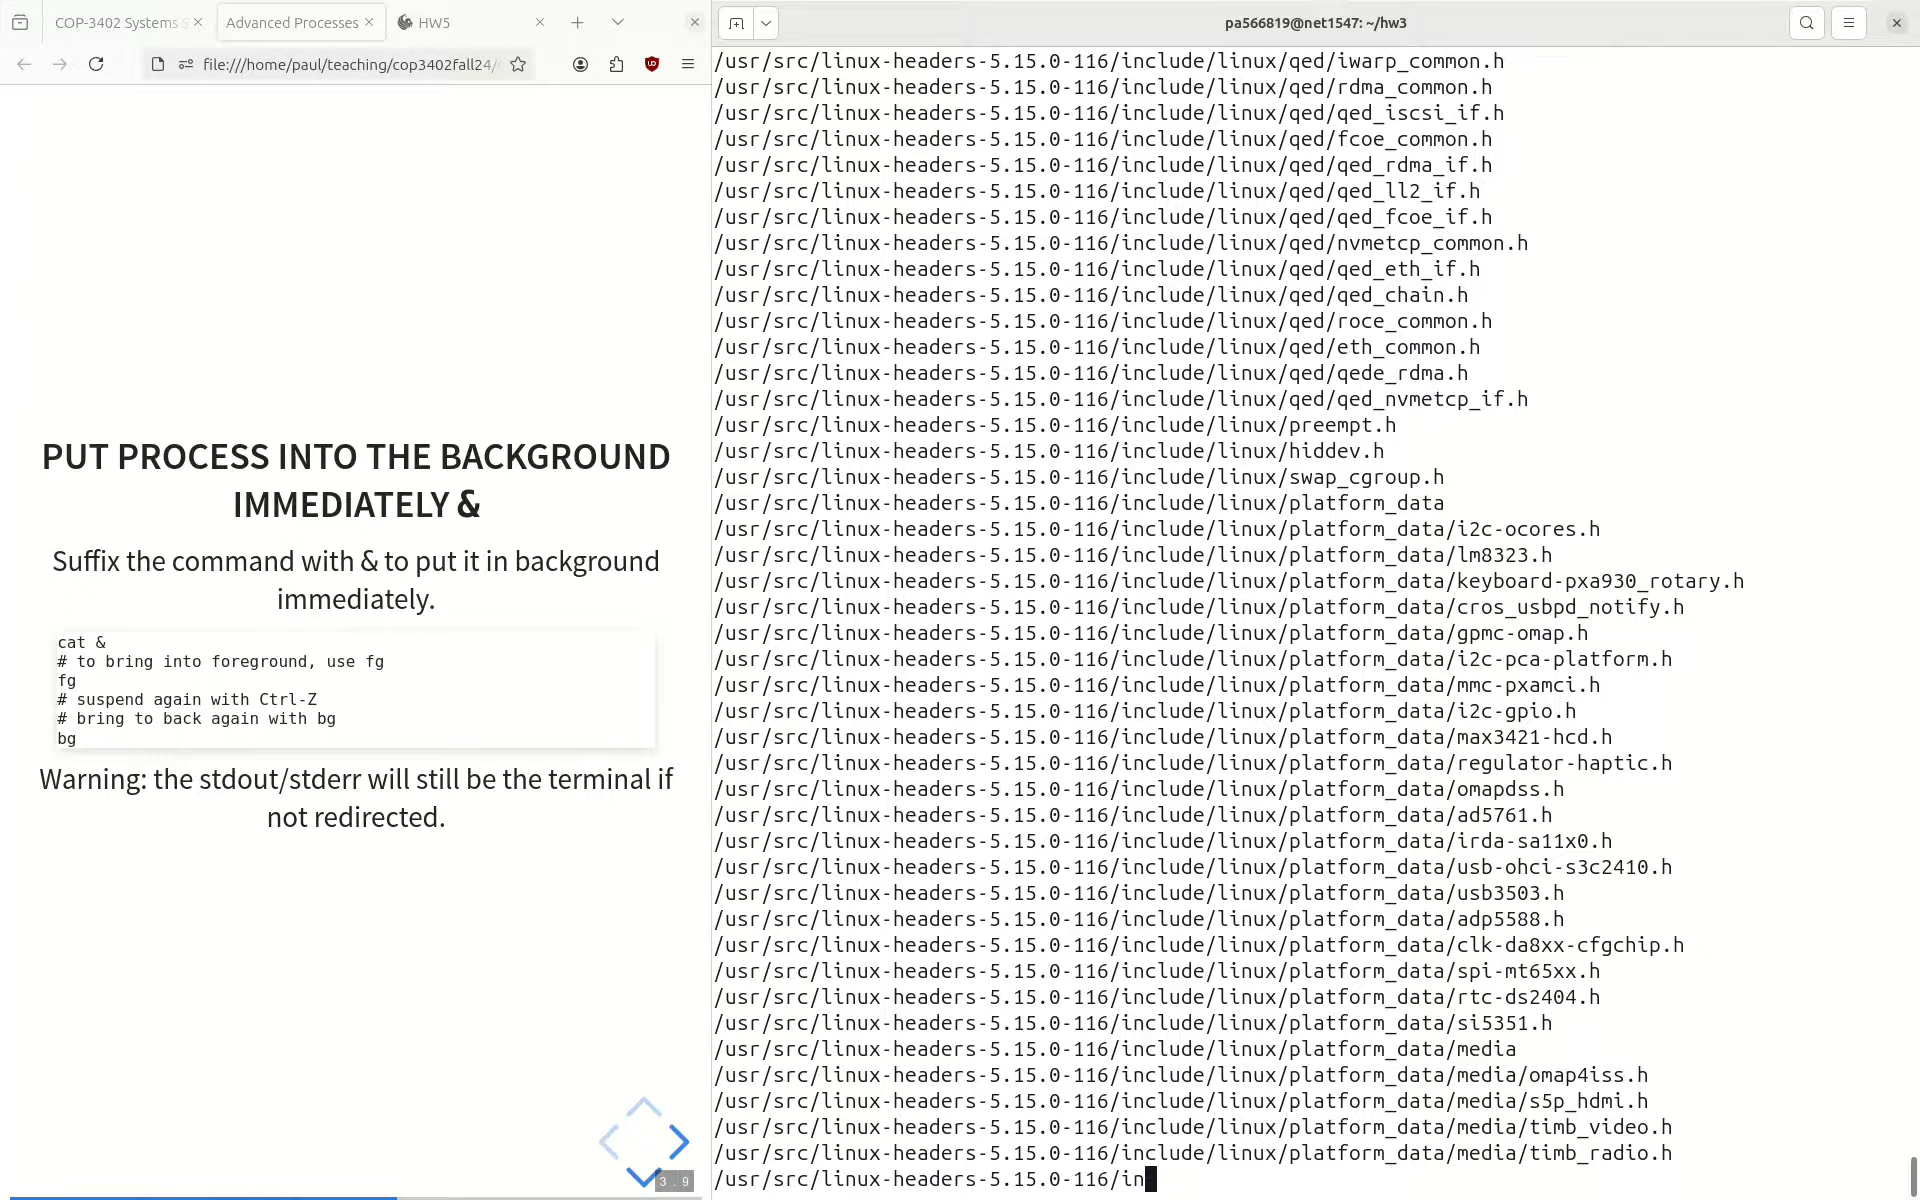 COP-3402 Systems S
Advanced Processes
HW5
file:///home/paul/teaching/cop3402fall24/
PUT PROCESS INTO THE BACKGROUND
IMMEDIATELY &
Suffix the command with & to put it in background
immediately.
cat &
# to bring into foreground, use fg
fg
# suspend again with Ctrl-Z
# bring to back again with bg
bg
Warning: the stdout/stderr will still be the terminal if
not redirected.
3 . 9
pa566819@net1547: ~/hw3
/usr/src/linux-headers-5.15.0-116/include/linux/qed/iwarp_common.h
/usr/src/linux-headers-5.15.0-116/include/linux/qed/rdma_common.h
/usr/src/linux-headers-5.15.0-116/include/linux/qed/qed_iscsi_if.h
/usr/src/linux-headers-5.15.0-116/include/linux/qed/fcoe_common.h
/usr/src/linux-headers-5.15.0-116/include/linux/qed/qed_rdma_if.h
/usr/src/linux-headers-5.15.0-116/include/linux/qed/qed_ll2_if.h
/usr/src/linux-headers-5.15.0-116/include/linux/qed/qed_fcoe_if.h
/usr/src/linux-headers-5.15.0-116/include/linux/qed/nvmetcp_common.h
/usr/src/linux-headers-5.15.0-116/include/linux/qed/qed_eth_if.h
/usr/src/linux-headers-5.15.0-116/include/linux/qed/qed_chain.h
/usr/src/linux-headers-5.15.0-116/include/linux/qed/roce_common.h
/usr/src/linux-headers-5.15.0-116/include/linux/qed/eth_common.h
/usr/src/linux-headers-5.15.0-116/include/linux/qed/qede_rdma.h
/usr/src/linux-headers-5.15.0-116/include/linux/qed/qed_nvmetcp_if.h
/usr/src/linux-headers-5.15.0-116/include/linux/preempt.h
/usr/src/linux-headers-5.15.0-116/include/linux/hiddev.h
/usr/src/linux-headers-5.15.0-116/include/linux/swap_cgroup.h
/usr/src/linux-headers-5.15.0-116/include/linux/platform_data
/usr/src/linux-headers-5.15.0-116/include/linux/platform_data/i2c-ocores.h
/usr/src/linux-headers-5.15.0-116/include/linux/platform_data/lm8323.h
/usr/src/linux-headers-5.15.0-116/include/linux/platform_data/keyboard-pxa930_rotary.h
/usr/src/linux-headers-5.15.0-116/include/linux/platform_data/cros_usbpd_notify.h
/usr/src/linux-headers-5.15.0-116/include/linux/platform_data/gpmc-omap.h
/usr/src/linux-headers-5.15.0-116/include/linux/platform_data/i2c-pca-platform.h
/usr/src/linux-headers-5.15.0-116/include/linux/platform_data/mmc-pxamci.h
/usr/src/linux-headers-5.15.0-116/include/linux/platform_data/i2c-gpio.h
/usr/src/linux-headers-5.15.0-116/include/linux/platform_data/max3421-hcd.h
/usr/src/linux-headers-5.15.0-116/include/linux/platform_data/regulator-haptic.h
/usr/src/linux-headers-5.15.0-116/include/linux/platform_data/omapdss.h
/usr/src/linux-headers-5.15.0-116/include/linux/platform_data/ad5761.h
/usr/src/linux-headers-5.15.0-116/include/linux/platform_data/irda-sa11x0.h
/usr/src/linux-headers-5.15.0-116/include/linux/platform_data/usb-ohci-s3c2410.h
/usr/src/linux-headers-5.15.0-116/include/linux/platform_data/usb3503.h
/usr/src/linux-headers-5.15.0-116/include/linux/platform_data/adp5588.h
/usr/src/linux-headers-5.15.0-116/include/linux/platform_data/clk-da8xx-cfgchip.h
/usr/src/linux-headers-5.15.0-116/include/linux/platform_data/spi-mt65xx.h
/usr/src/linux-headers-5.15.0-116/include/linux/platform_data/rtc-ds2404.h
/usr/src/linux-headers-5.15.0-116/include/linux/platform_data/si5351.h
/usr/src/linux-headers-5.15.0-116/include/linux/platform_data/media
/usr/src/linux-headers-5.15.0-116/include/linux/platform_data/media/omap4iss.h
/usr/src/linux-headers-5.15.0-116/include/linux/platform_data/media/s5p_hdmi.h
/usr/src/linux-headers-5.15.0-116/include/linux/platform_data/media/timb_video.h
/usr/src/linux-headers-5.15.0-116/include/linux/platform_data/media/timb_radio.h
/usr/src/linux-headers-5.15.0-116/in